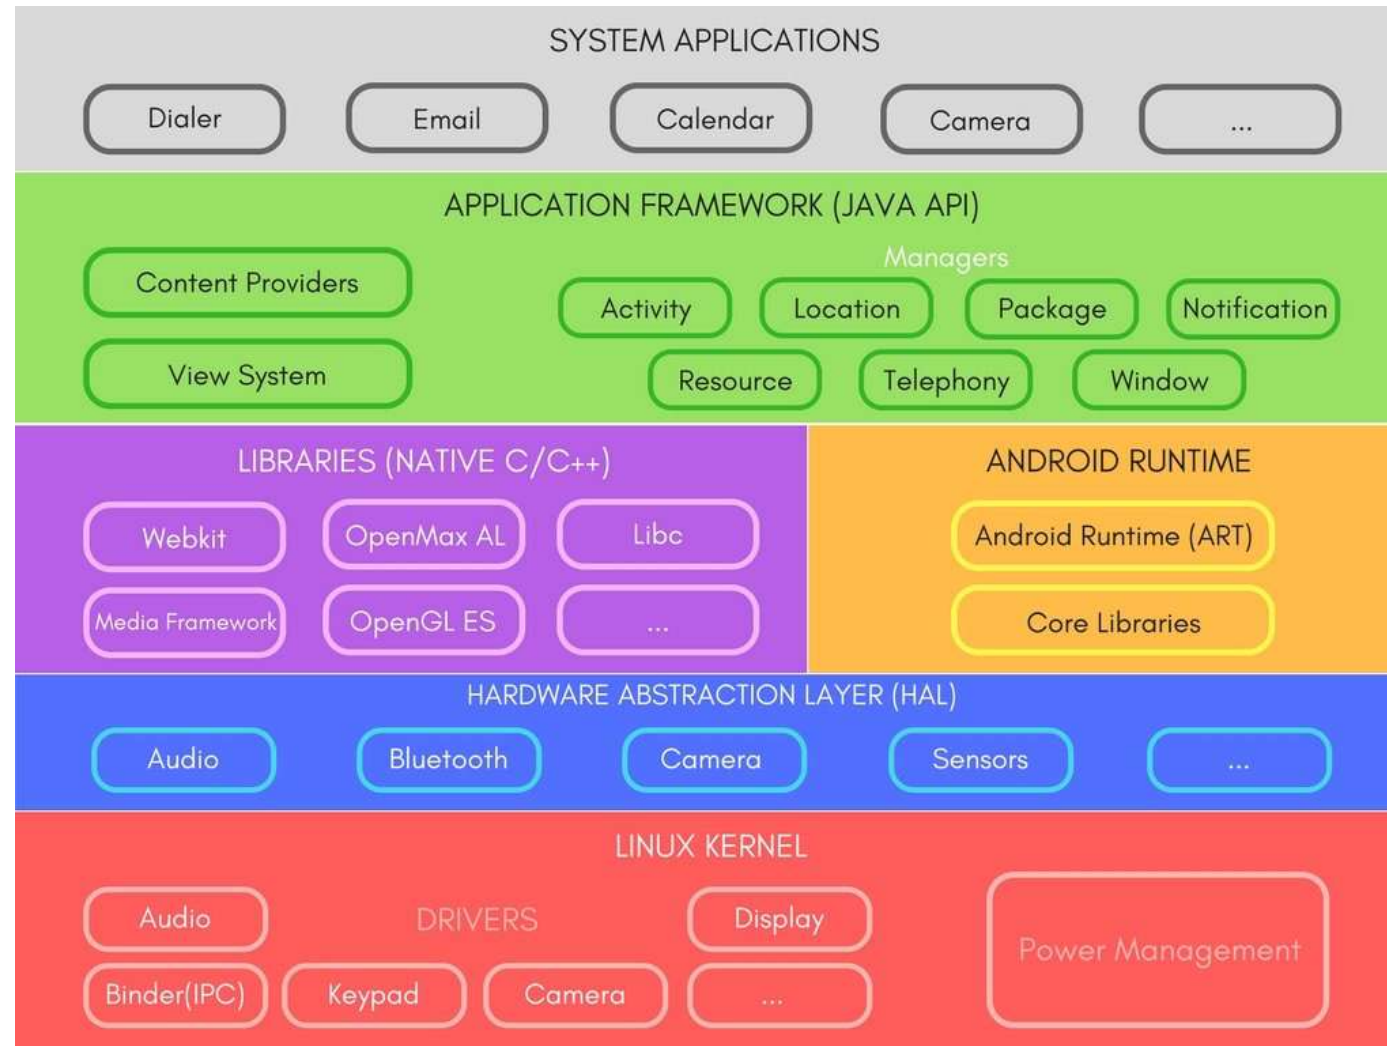 SYSTEM APPLICATIONS
Dialer
Email
Calendar
Camera
...
APPLICATION FRAMEWORK (JAVA API)
Content Providers
View System
Managers
Activity
Location
Package
Notification
Resource
Telephony
Window
LIBRARIES (NATIVE C/C++)
Webkit
OpenMax AL
Libc
Media Framework
OpenGL ES
...
ANDROID RUNTIME
Android Runtime (ART)
Core Libraries
HARDWARE ABSTRACTION LAYER (HAL)
Audio
Bluetooth
Camera
Sensors
...
LINUX KERNEL
Audio
DRIVERS
Display
Binder(IPC)
Keypad
Camera
...
Power Management